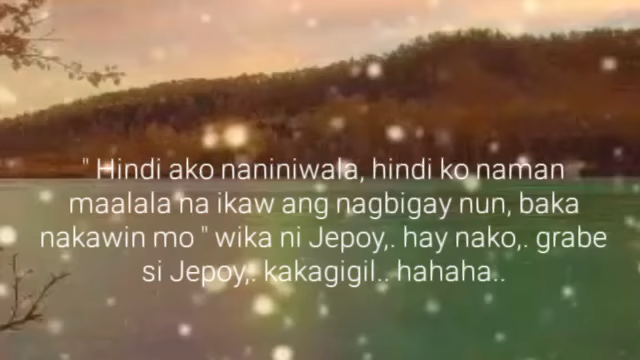 " Hindi ako naniniwala, hindi ko naman
maalala na ikaw ang nagbigay nun, baka
nakawin mo " wika ni Jepoy,. hay nako,. grabe
si Jepoy,. kakagigil.. hahaha..